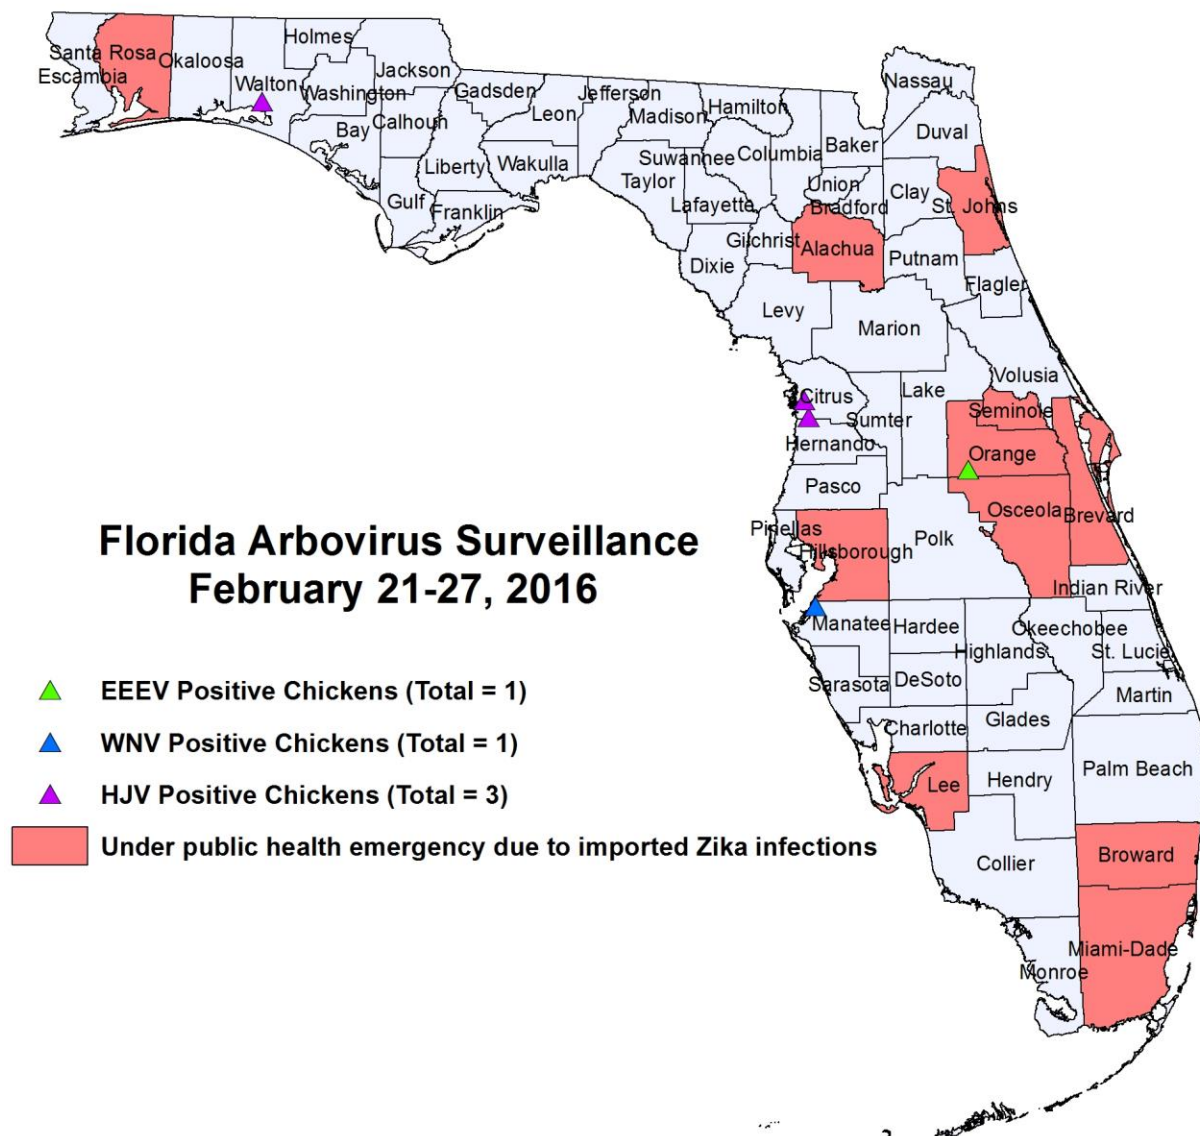 Holmes
Santa Rosa
Okaloosa
Escambia
Walton
Jackson
Washington
Gadsden
Jefferson
Nassau
Leon
Madison
Hamilton
Bay
Calhoun
Duval
Liberty
Wakulla
Suwannee
Columbia
Baker
Taylor
Union
Clay
Gulf
Franklin
Lafayette
Bradford
St. Johns
Gilchrist
Alachua
Dixie
Putnam
Flagler
Levy
Marion
Volusia
Citrus
Lake
Sumter
Seminole
Hernando
Orange
Pasco
Osceola
Brevard
Pinellas
Hillsborough
Polk
Florida Arbovirus Surveillance
February 21-27, 2016
Indian River
Manatee
Hardee
Okeechobee
Highlands
St. Lucie
Sarasota
DeSoto
Martin
Charlotte
Glades
Palm Beach
Lee
Hendry
Broward
Collier
Miami-Dade
Monroe
EEEV Positive Chickens (Total = 1)
WNV Positive Chickens (Total = 1)
HJV Positive Chickens (Total = 3)
Under public health emergency due to imported Zika infections